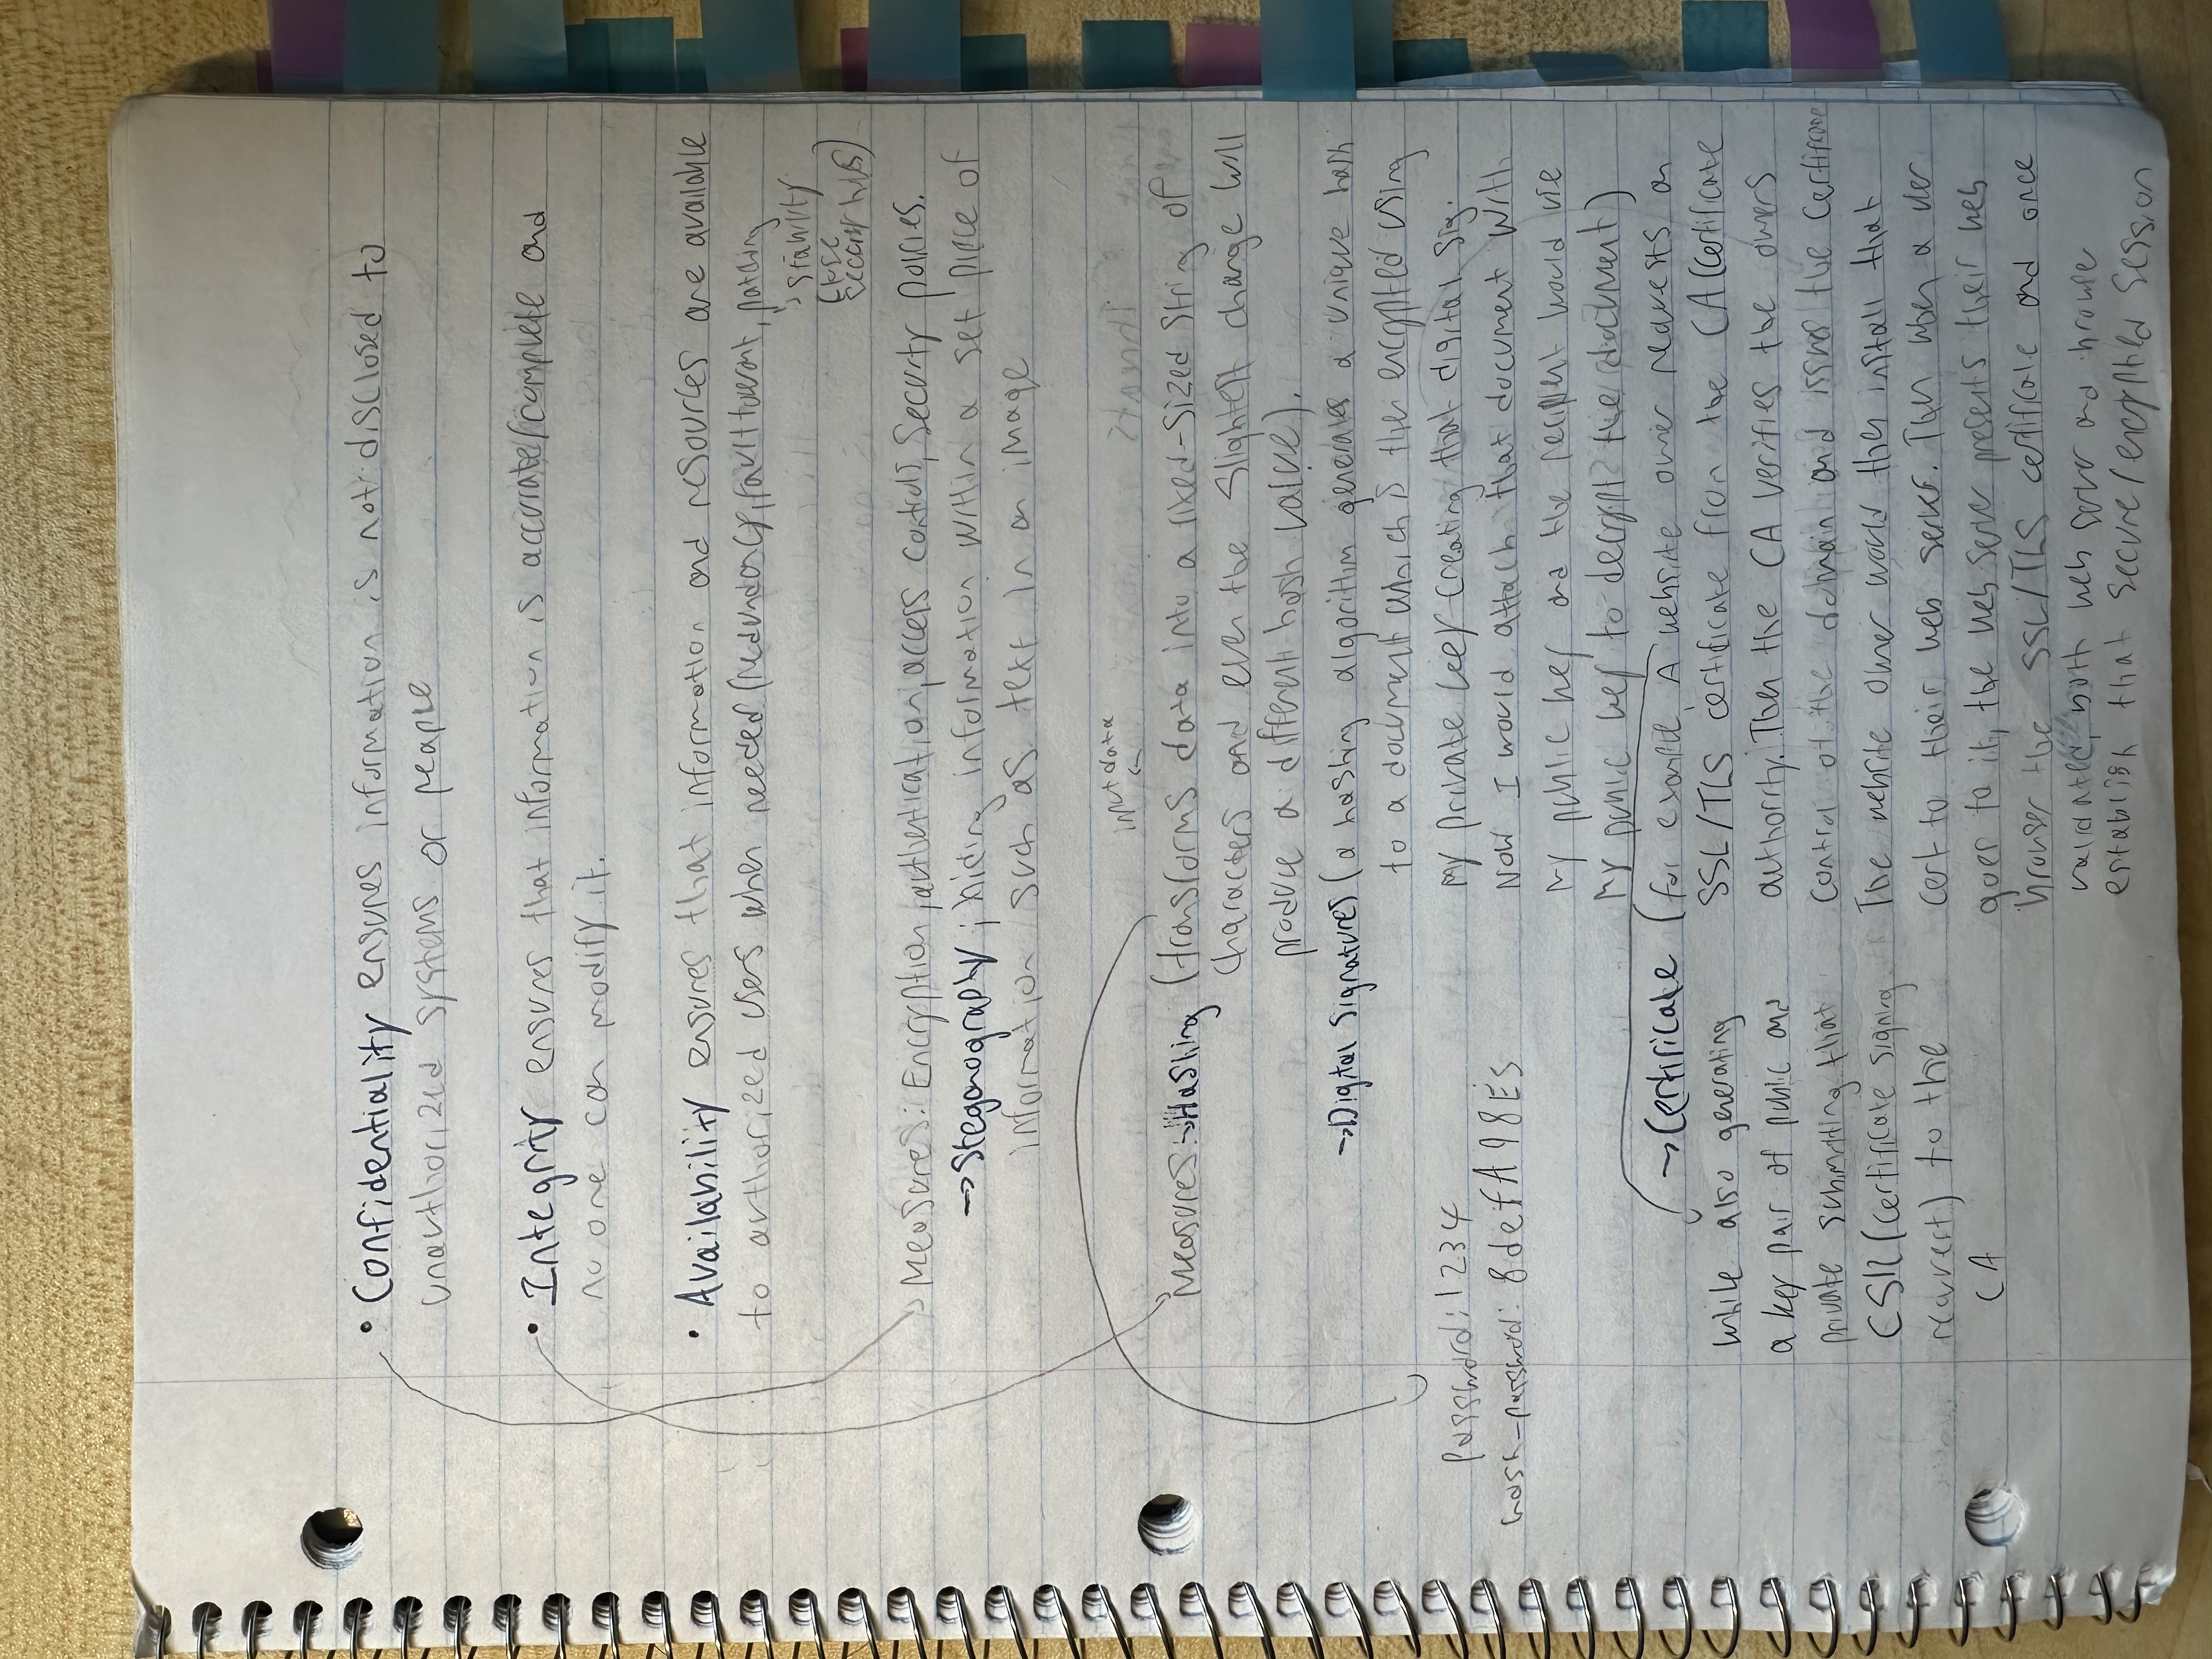 • Confidentiality ensures information is not disclosed to
unauthorized systems or people
• Integrity ensures that information is accurate/complete and
no one can modify it.
• Availability ensures that information and resources are available
to authorized users when needed (redundancy, fault tolerant, patching
→ stability
close
security holes)
Measures: Encryption, authentication, access controls, security policies.
→ Steganography; hiding information within a set piece of
information such as text in an image
input data
Measures: → Hashing (transforms data into a fixed-sized string of
characters and even the slightest change will
produce a different hash value).
→ Digital Signatures (a hashing algorithm generates a unique hash
to a document which is then encrypted using
my private key creating that digital sig.
Now I would attach that document with
my public key and the recipient would use
my public key to decrypt the document)
Password: 1234
hash-password: 8defA98Es
→ Certificate (for example, A website owner requests an
SSL/TLS certificate from the CA (certificate
authority. Then the CA verifies the owners
control of the domain and issues the certificate
The website owner would then install that
cert to their web server. Then when a user
goes to it, the web server presents their web
browser the SSL/TLS certificate and once
validated, both web server and browser
establish that secure/encrypted session
while also generating
a key pair of public and
private submitting that
CSR (certificate signing
request) to the
CA